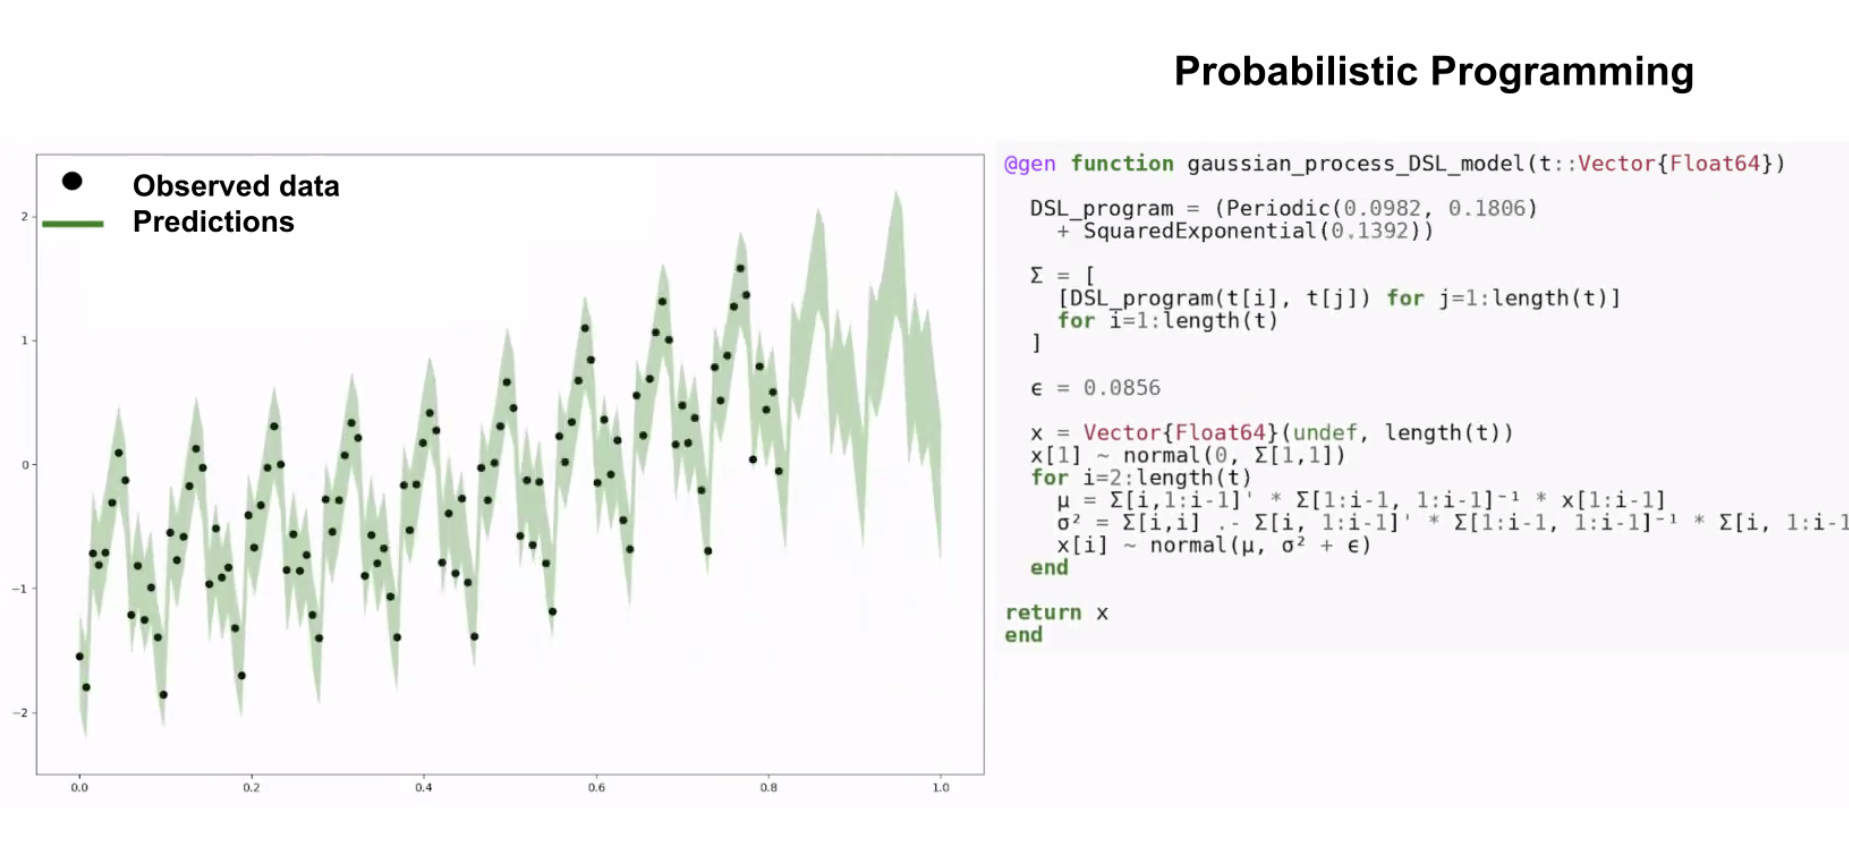 Probabilistic Programming
Observed data
Predictions
2
1
0
−1
−2
0.0 0.2 0.4 0.6 0.8 1.0
@gen function gaussian_process_DSL_model(t::Vector{Float64})
DSL_program = (Periodic(0.0982, 0.1806)
+ SquaredExponential(0.1392))
Σ = [
[DSL_program(t[i], t[j]) for j=1:length(t)]
for i=1:length(t)
]
ϵ = 0.0856
x = Vector{Float64}(undef, length(t))
x[1] ~ normal(0, Σ[1,1])
for i=2:length(t)
μ = Σ[i,1:i-1]' * Σ[1:i-1, 1:i-1]⁻¹ * x[1:i-1]
σ² = Σ[i,i] .- Σ[i, 1:i-1]' * Σ[1:i-1, 1:i-1]⁻¹ * Σ[i, 1:i-1
x[i] ~ normal(μ, σ² + ϵ)
end
return x
end